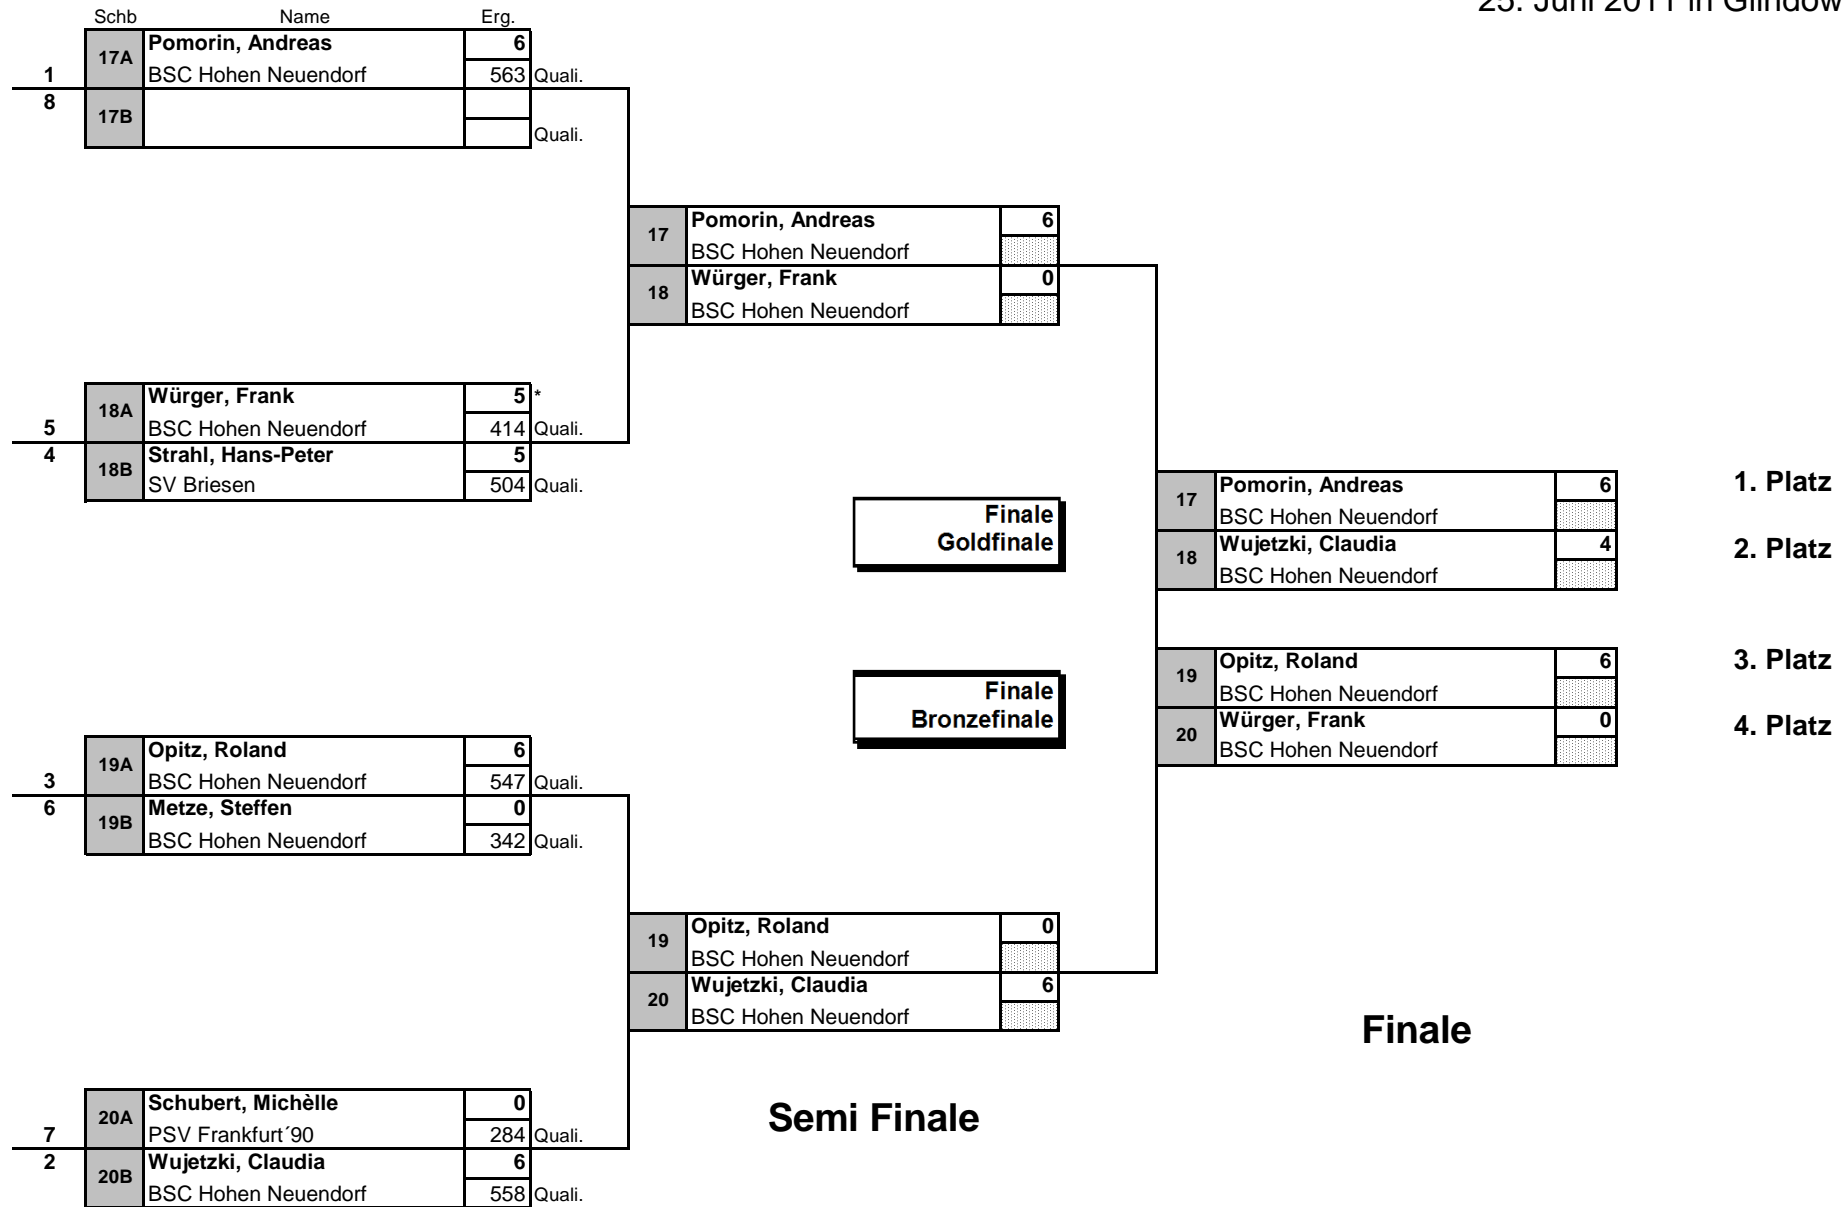 25. Juni 2011 in Glindow
Schb Name Erg.
17A Pomorin, Andreas 6
1 BSC Hohen Neuendorf 563 Quali.
8 17B
Quali.
17 Pomorin, Andreas 6
BSC Hohen Neuendorf
18 Würger, Frank 0
BSC Hohen Neuendorf
18A Würger, Frank 5 *
5 BSC Hohen Neuendorf 414 Quali.
4 18B Strahl, Hans-Peter 5
SV Briesen 504 Quali.
Finale
Goldfinale
17 Pomorin, Andreas 6 1. Platz
BSC Hohen Neuendorf
18 Wujetzki, Claudia 4 2. Platz
BSC Hohen Neuendorf
Finale
Bronzefinale
19 Opitz, Roland 6 3. Platz
BSC Hohen Neuendorf
20 Würger, Frank 0 4. Platz
BSC Hohen Neuendorf
19A Opitz, Roland 6
3 BSC Hohen Neuendorf 547 Quali.
6 19B Metze, Steffen 0
BSC Hohen Neuendorf 342 Quali.
19 Opitz, Roland 0
BSC Hohen Neuendorf
20 Wujetzki, Claudia 6
BSC Hohen Neuendorf
Finale
Semi Finale
20A Schubert, Michèlle 0
7 PSV Frankfurt´90 284 Quali.
2 20B Wujetzki, Claudia 6
BSC Hohen Neuendorf 558 Quali.